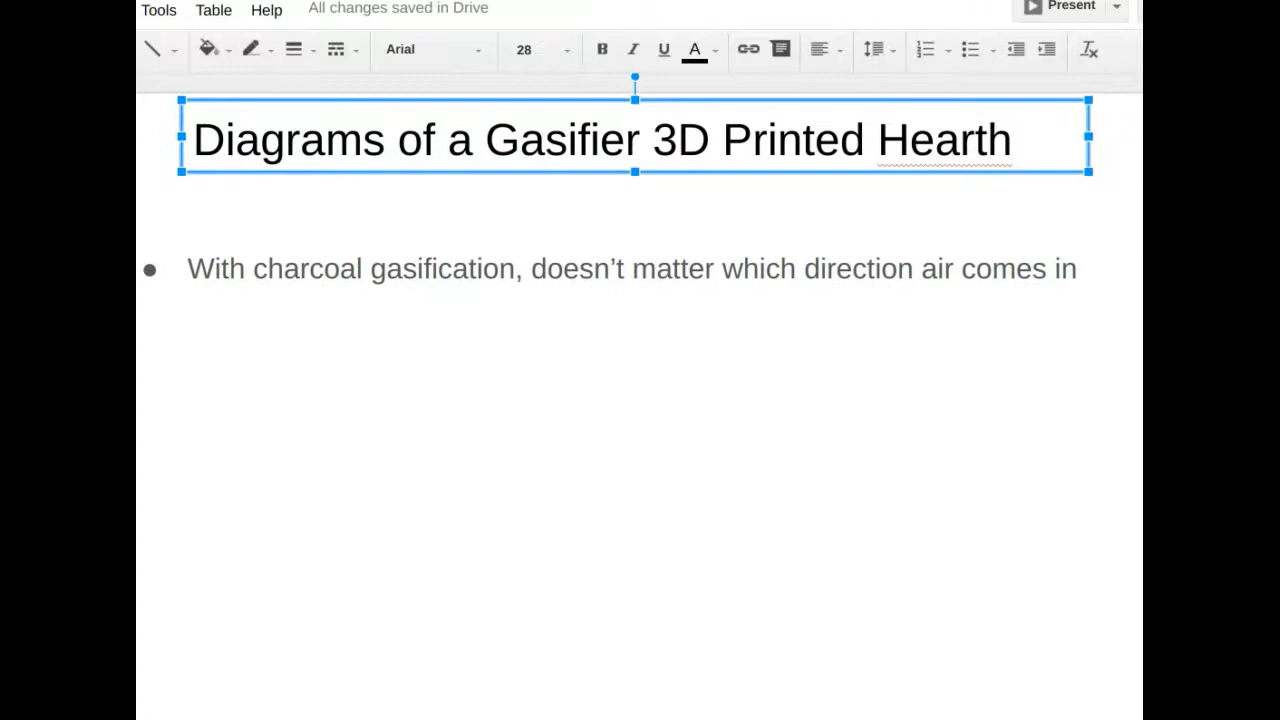 Tools Table Help All changes saved in Drive Present
Arial 28 B I U A
Diagrams of a Gasifier 3D Printed Hearth
● With charcoal gasification, doesn’t matter which direction air comes in